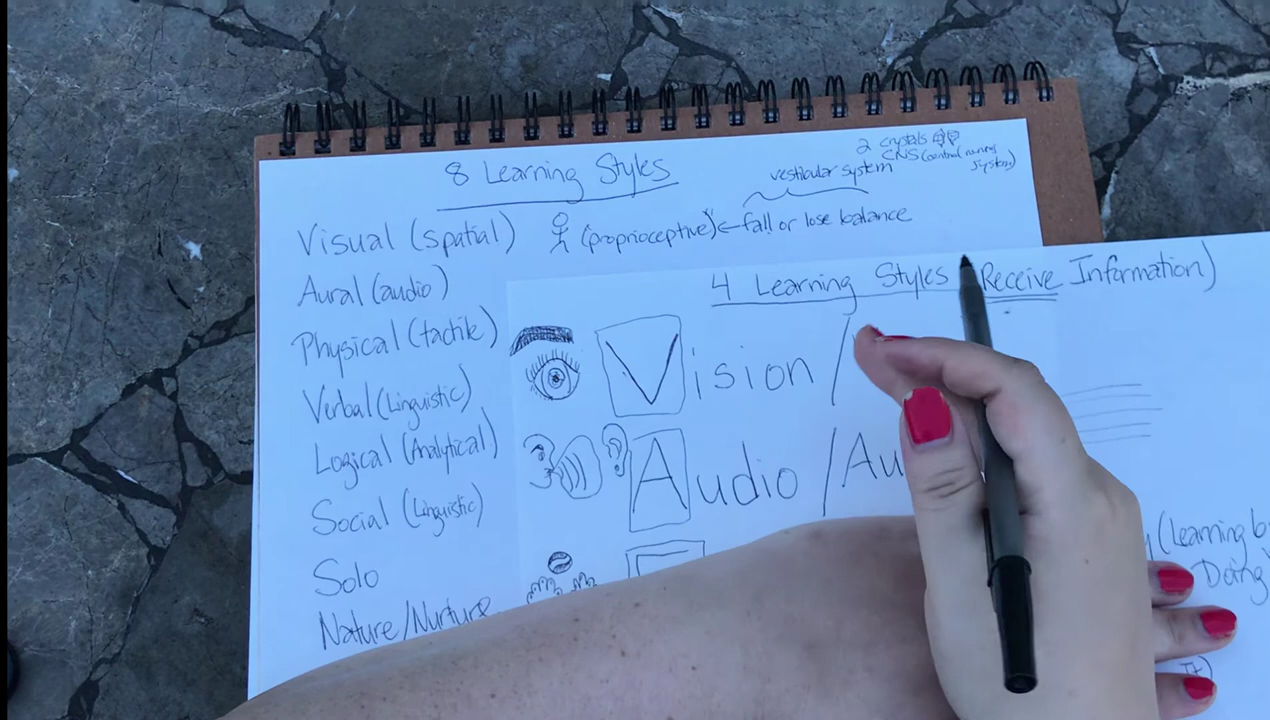 8 Learning Styles
2 crystals
CNS (central nervous system)
vestibular system
Visual (spatial) (proprioceptive) ← fall or lose balance
Aural (audio)
Physical (tactile)
Verbal (Linguistic)
Logical (Analytical)
Social (Linguistic)
Solo
Nature/Nurture
4 Learning Styles (Receive Information)
Vision /
Audio / Au
(learning b
Doing
It)